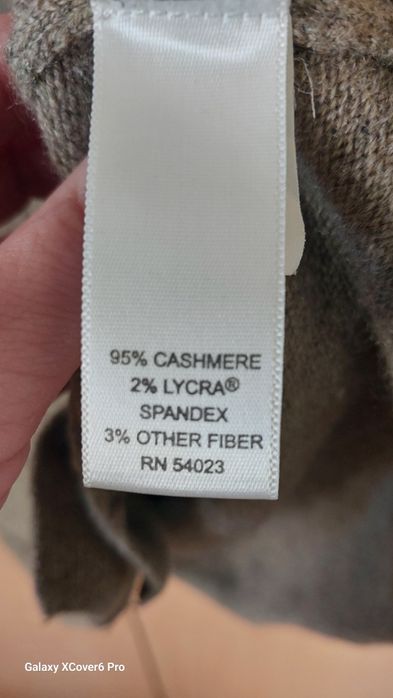 95% CASHMERE
2% LYCRA®
SPANDEX
3% OTHER FIBER
RN 54023
Galaxy XCover6 Pro